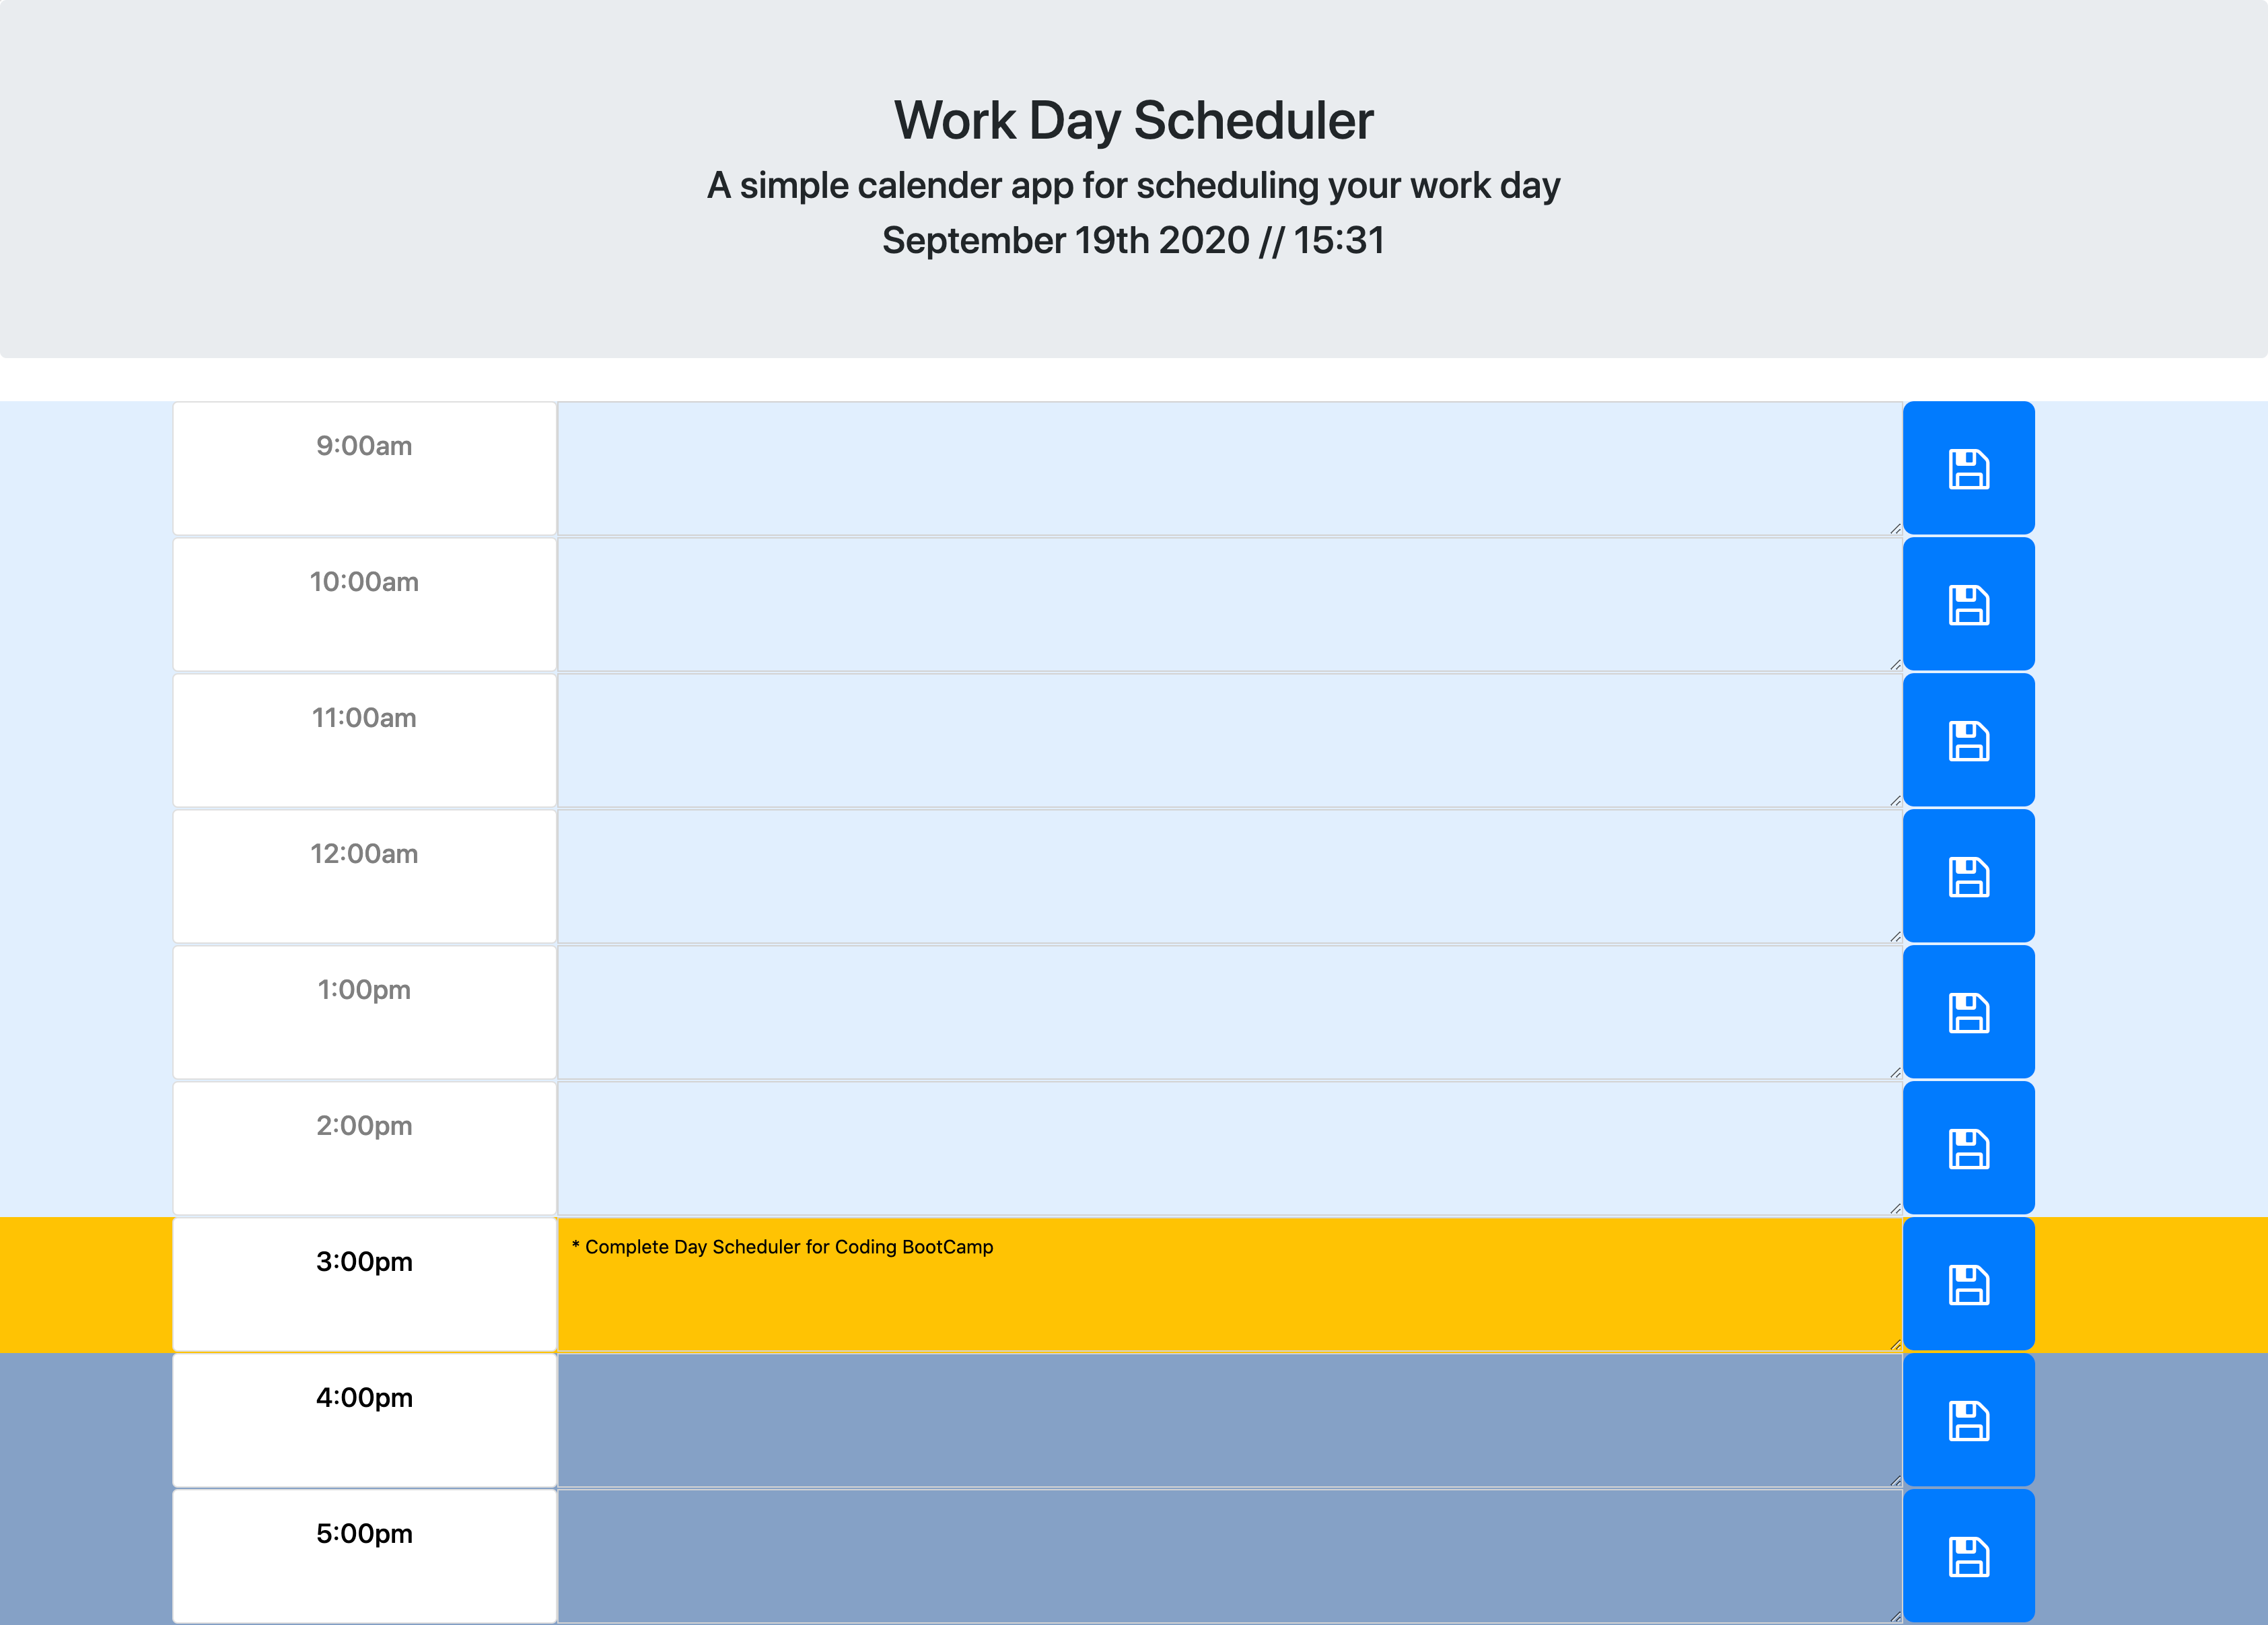 Work Day Scheduler
A simple calender app for scheduling your work day
September 19th 2020 // 15:31
9:00am
10:00am
11:00am
12:00am
1:00pm
2:00pm
3:00pm
* Complete Day Scheduler for Coding BootCamp
4:00pm
5:00pm